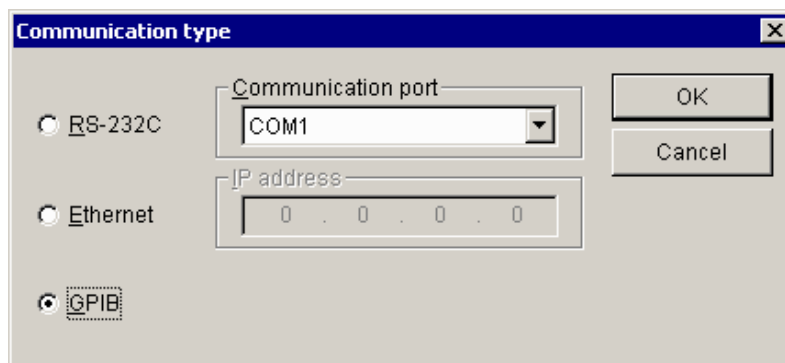 Communication type
RS-232C
Communication port
COM1
OK
Cancel
Ethernet
IP address
0 . 0 . 0 . 0
GPIB